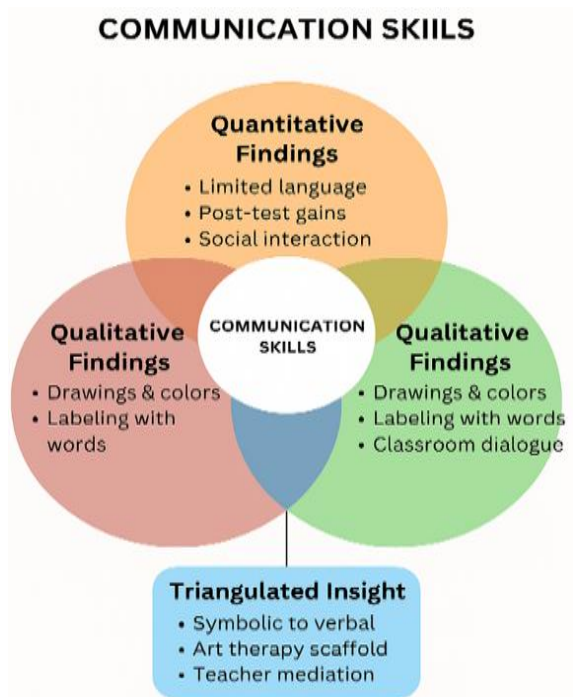 COMMUNICATION SKIILS
Quantitative
Findings
• Limited language
• Post-test gains
• Social interaction
COMMUNICATION
SKILLS
Qualitative
Findings
• Drawings & colors
• Labeling with
words
Qualitative
Findings
• Drawings & colors
• Labeling with words
• Classroom dialogue
Triangulated Insight
• Symbolic to verbal
• Art therapy scaffold
• Teacher mediation